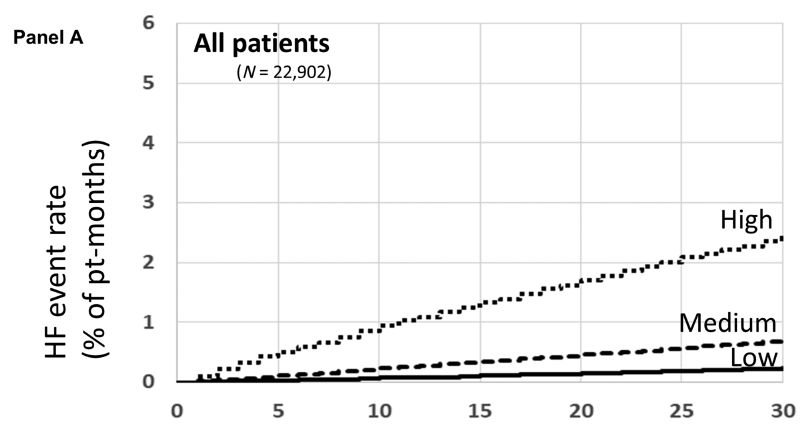 Panel A
All patients
(N = 22,902)
HF event rate
(% of pt-months)
6
5
4
3
2
1
0
High
Medium
Low
0 5 10 15 20 25 30